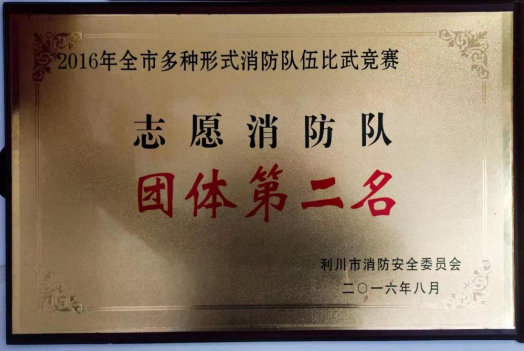 2016年全市多种形式消防队伍比武竞赛
志愿消防队
团体第二名
利川市消防安全委员会
二〇一六年八月